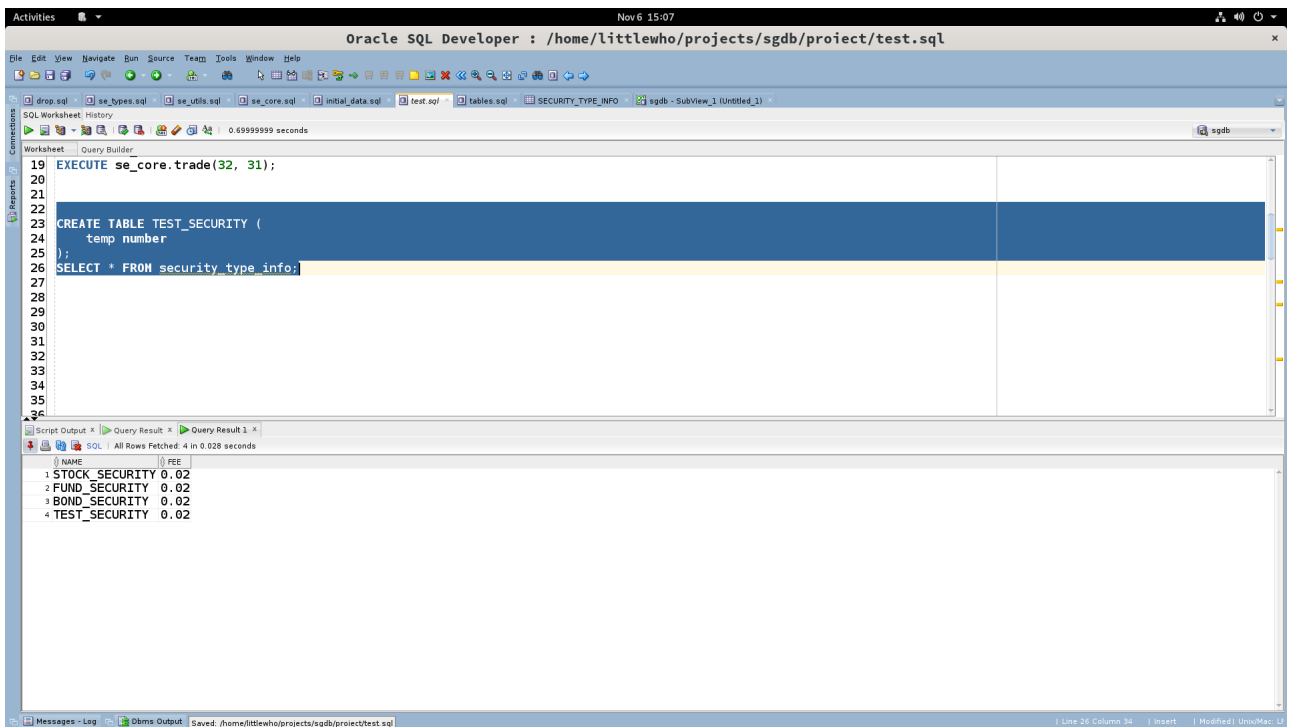 Activities
Nov 6 15:07
Oracle SQL Developer : /home/littlewho/projects/sgdb/proiect/test.sql
×
File Edit View Navigate Run Source Team Tools Window Help
drop.sql × se_types.sql × se_utils.sql × se_core.sql × initial_data.sql × test.sql × tables.sql × SECURITY_TYPE_INFO × sgdb - SubView_1 (Untitled_1) ×
Connections
Reports
SQL Worksheet History
0.69999999 seconds
sgdb
Worksheet Query Builder
19 EXECUTE se_core.trade(32, 31);
20
21
22
23 CREATE TABLE TEST_SECURITY (
24 temp number
25 );
26 SELECT * FROM security_type_info;
27
28
29
30
31
32
33
34
35
36
Script Output × Query Result × Query Result 1 ×
SQL | All Rows Fetched: 4 in 0.028 seconds
NAME FEE
1 STOCK_SECURITY 0.02
2 FUND_SECURITY 0.02
3 BOND_SECURITY 0.02
4 TEST_SECURITY 0.02
Messages - Log Dbms Output Saved: /home/littlewho/projects/sgdb/proiect/test.sql | Line 26 Column 34 | Insert | Modified | Unix/Mac: LF